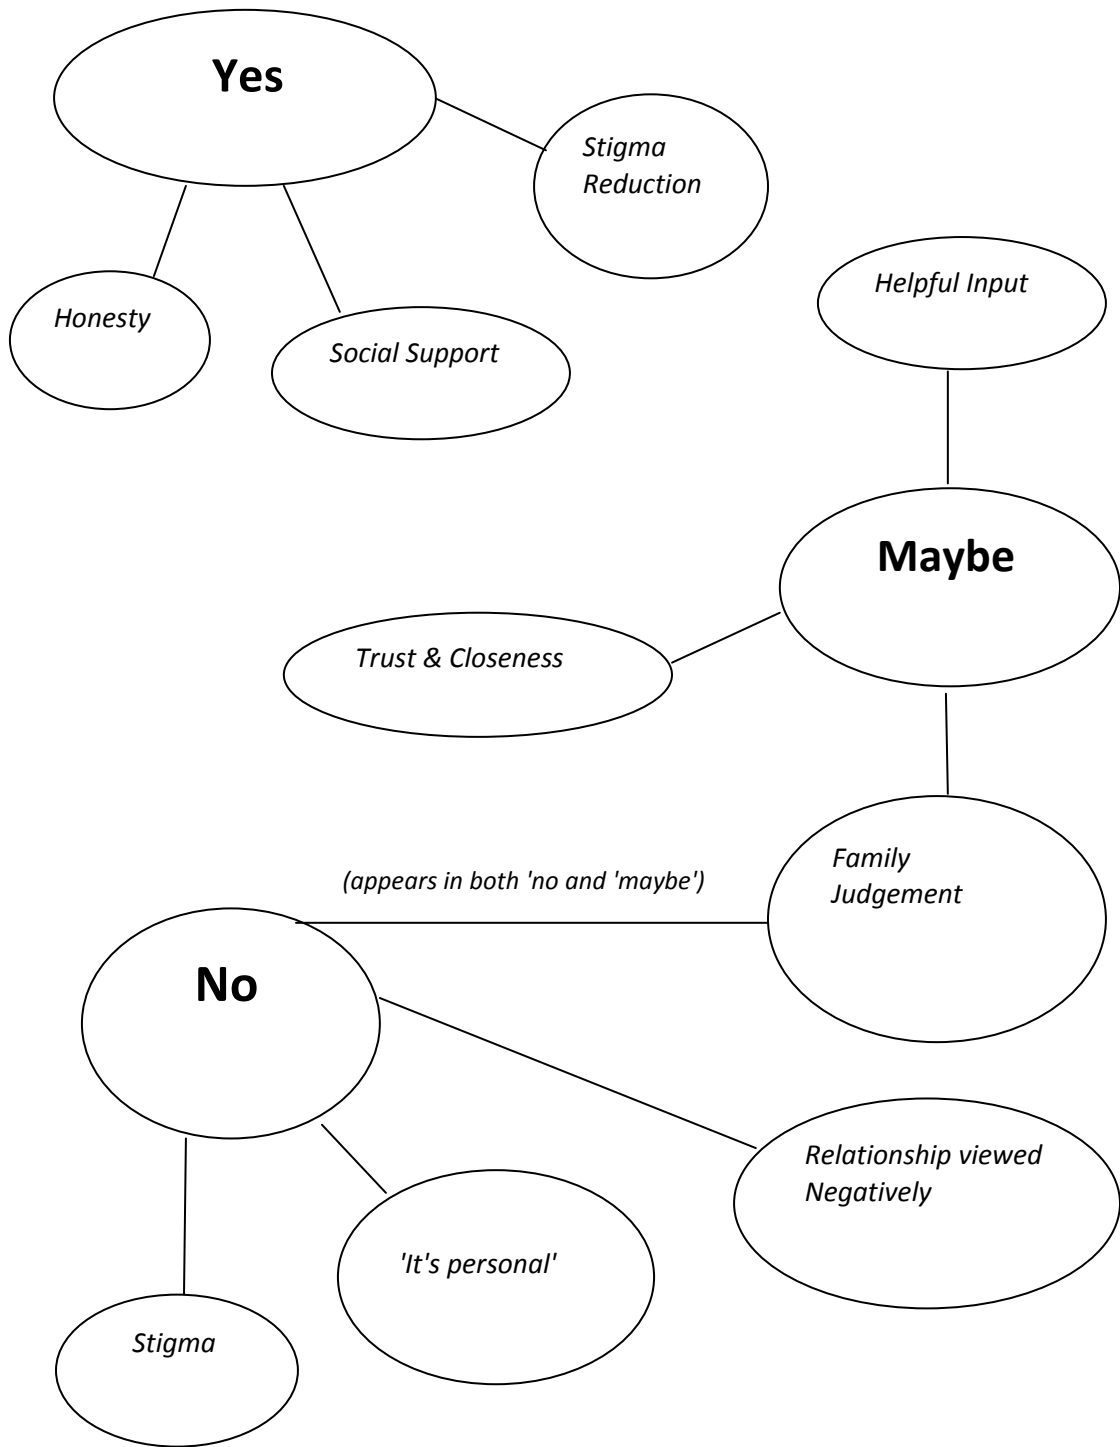 Yes
Stigma
Reduction
Helpful Input
Honesty
Social Support
Maybe
Trust & Closeness
Family
Judgement
(appears in both 'no and 'maybe')
No
Relationship viewed
Negatively
'It's personal'
Stigma